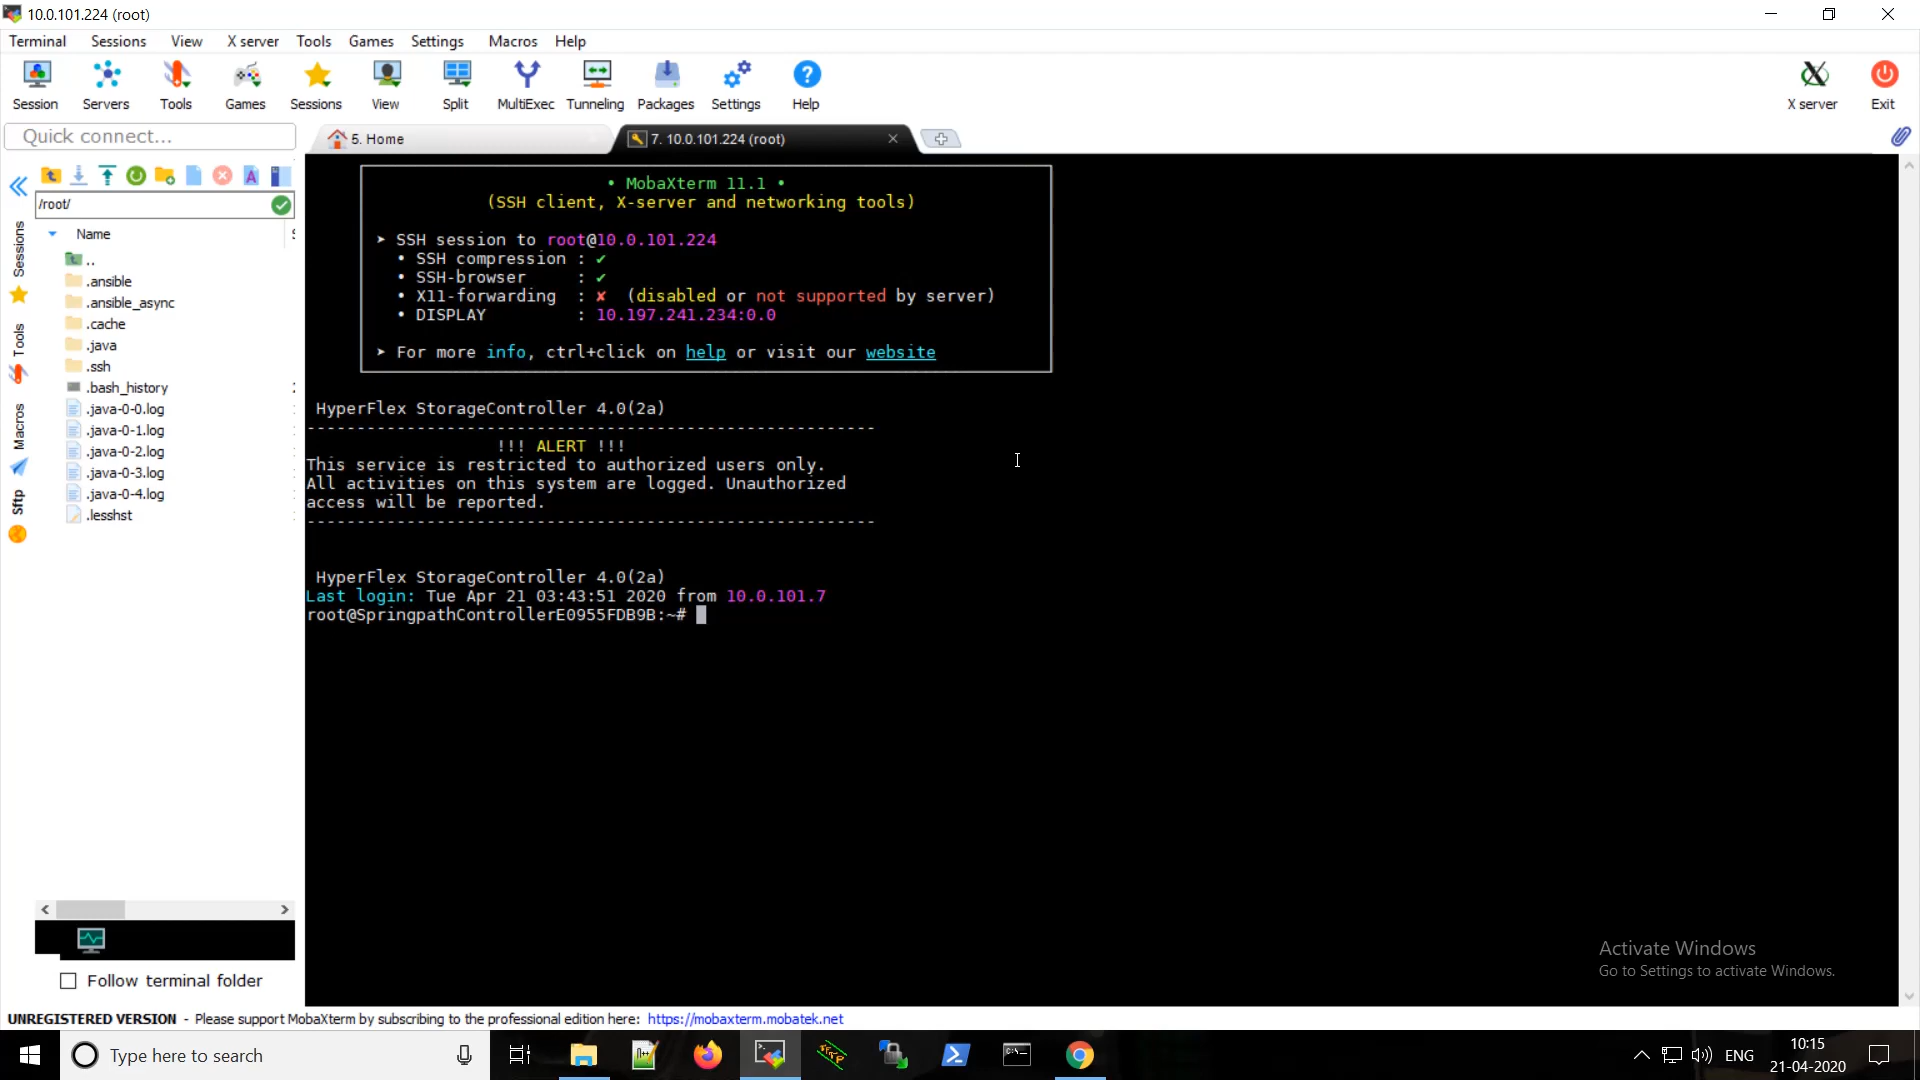 10.0.101.224 (root)
Terminal Sessions View X server Tools Games Settings Macros Help
Session Servers Tools Games Sessions View Split MultiExec Tunneling Packages Settings Help X server Exit
Quick connect...
5. Home
7. 10.0.101.224 (root)
/root/
Name
..
.ansible
.ansible_async
.cache
.java
.ssh
.bash_history
.java-0-0.log
.java-0-1.log
.java-0-2.log
.java-0-3.log
.java-0-4.log
.lesshst
Sessions
Tools
Macros
Sftp
Follow terminal folder
• MobaXterm 11.1 •
(SSH client, X-server and networking tools)
➤ SSH session to root@10.0.101.224
• SSH compression : ✔
• SSH-browser : ✔
• X11-forwarding : ✘ (disabled or not supported by server)
• DISPLAY : 10.197.241.234:0.0
➤ For more info, ctrl+click on help or visit our website
HyperFlex StorageController 4.0(2a)
--------------------------------------------------------
!!! ALERT !!!
This service is restricted to authorized users only.
All activities on this system are logged. Unauthorized
access will be reported.
--------------------------------------------------------
HyperFlex StorageController 4.0(2a)
Last login: Tue Apr 21 03:43:51 2020 from 10.0.101.7
root@SpringpathControllerE0955FDB9B:~#
Activate Windows
Go to Settings to activate Windows.
UNREGISTERED VERSION - Please support MobaXterm by subscribing to the professional edition here: https://mobaxterm.mobatek.net
Type here to search
ENG
10:15
21-04-2020